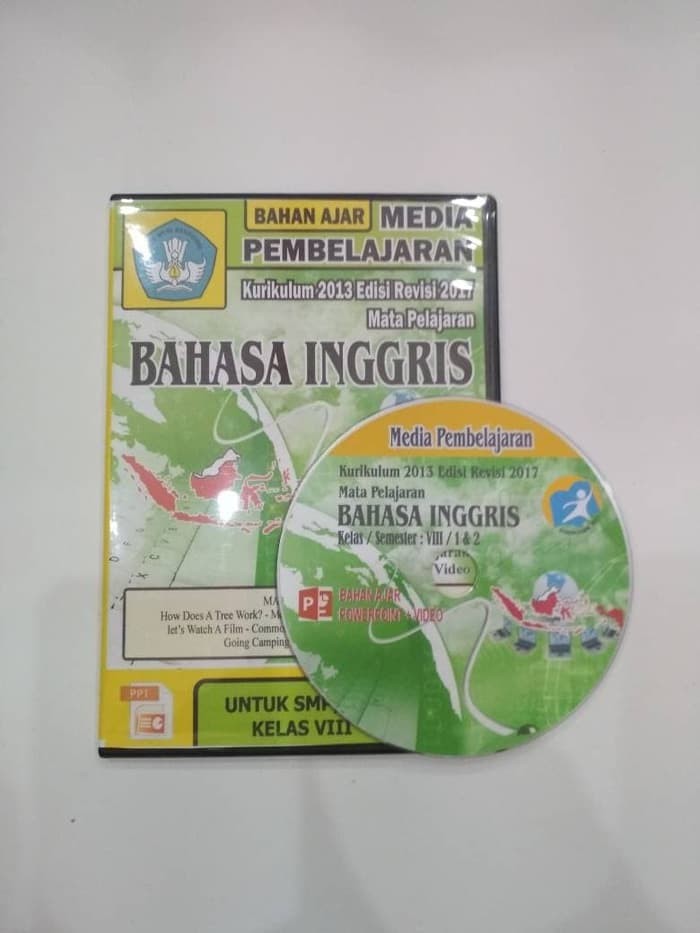 BAHAN AJAR MEDIA
PEMBELAJARAN
Kurikulum 2013 Edisi Revisi 2017
Mata Pelajaran
BAHASA INGGRIS
How Does A Tree Work? -
let's Watch A Film -
Going Camping
PPT
UNTUK SMP
KELAS VIII
Media Pembelajaran
Kurikulum 2013 Edisi Revisi 2017
Mata Pelajaran
BAHASA INGGRIS
Kelas / Semester : VIII / 1 & 2
Video
BAHAN AJAR
POWERPOINT + VIDEO